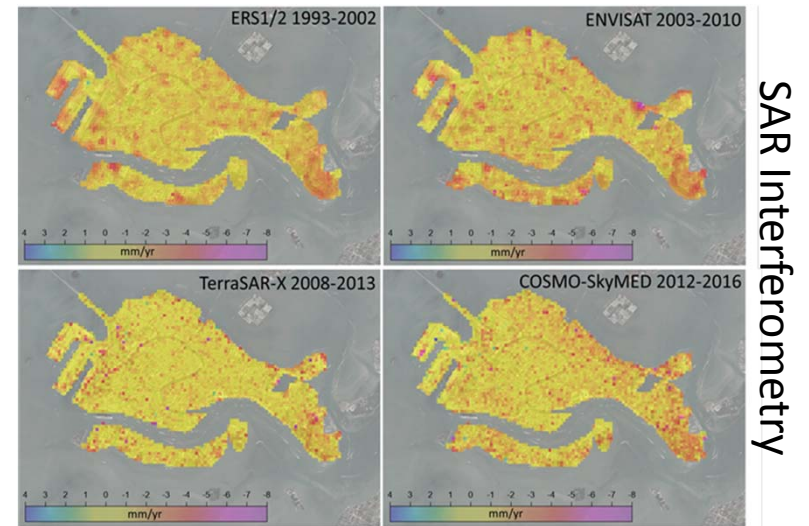 ERS1/2 1993-2002
4 3 2 1 0 -1 -2 -3 -4 -5 -6 -7 -8
mm/yr
ENVISAT 2003-2010
4 3 2 1 0 -1 -2 -3 -4 -5 -6 -7 -8
mm/yr
TerraSAR-X 2008-2013
4 3 2 1 0 -1 -2 -3 -4 -5 -6 -7 -8
mm/yr
COSMO-SkyMED 2012-2016
4 3 2 1 0 -1 -2 -3 -4 -5 -6 -7 -8
mm/yr
SAR Interferometry